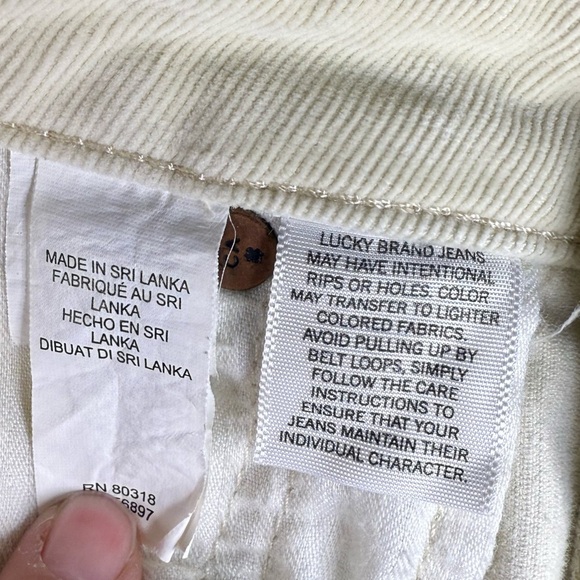 MADE IN SRI LANKA
FABRIQUÉ AU SRI
LANKA
HECHO EN SRI
LANKA
DIBUAT DI SRI LANKA
RN 80318
6897
LUCKY BRAND JEANS
MAY HAVE INTENTIONAL
RIPS OR HOLES. COLOR
MAY TRANSFER TO LIGHTER
COLORED FABRICS.
AVOID PULLING UP BY
BELT LOOPS, SIMPLY
FOLLOW THE CARE
INSTRUCTIONS TO
ENSURE THAT YOUR
JEANS MAINTAIN THEIR
INDIVIDUAL CHARACTER.